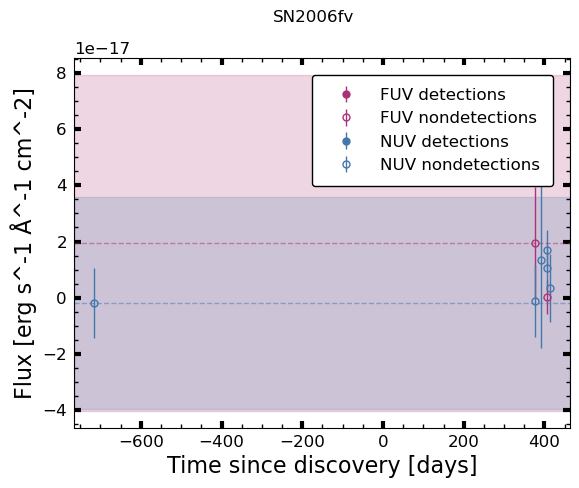 SN2006fv
1e−17
FUV detections
FUV nondetections
NUV detections
NUV nondetections
8
6
4
2
0
−2
−4
Flux [erg s^-1 Å^-1 cm^-2]
−600
−400
−200
0
200
400
Time since discovery [days]